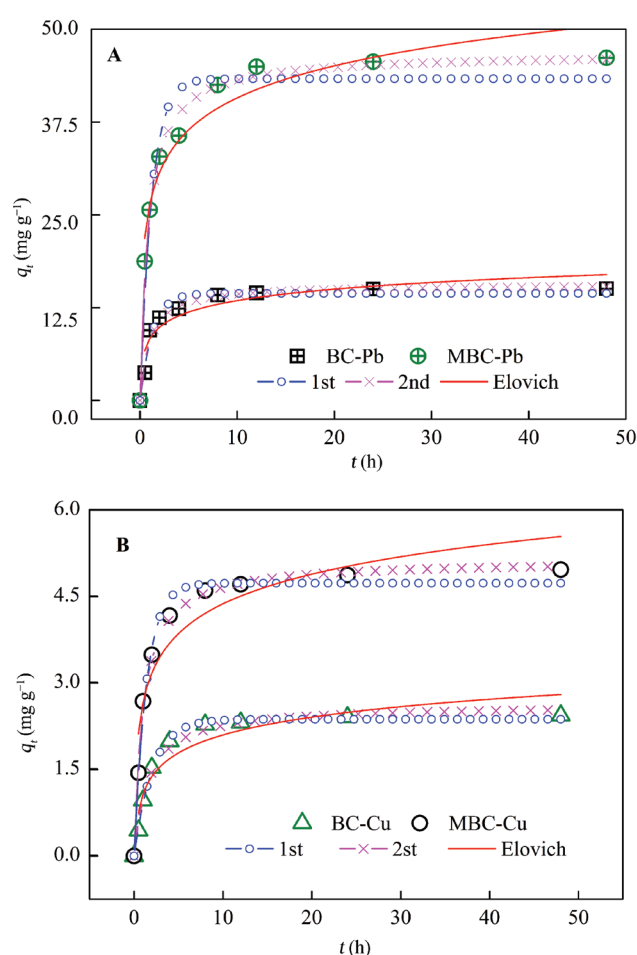 50.0
A
37.5
25.0
12.5
0.0
qt (mg g−1)
BC-Pb MBC-Pb
1st 2nd Elovich
0 10 20 30 40 50
t (h)
6.0
B
4.5
3.0
1.5
0.0
qt (mg g−1)
BC-Cu MBC-Cu
1st 2st Elovich
0 10 20 30 40 50
t (h)